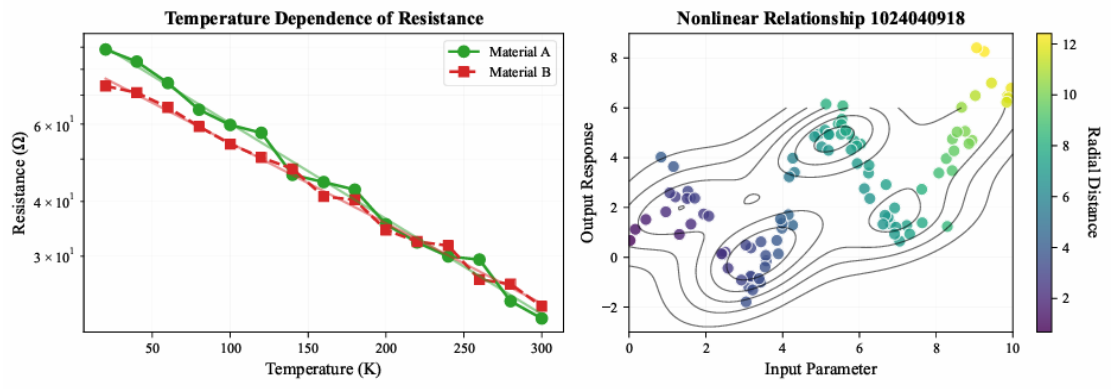 Temperature Dependence of Resistance
Material A
Material B
6 × 10¹
4 × 10¹
3 × 10¹
Resistance (Ω)
50 100 150 200 250 300
Temperature (K)
Nonlinear Relationship 1024040918
8
6
4
2
0
−2
Output Response
0 2 4 6 8 10
Input Parameter
12
10
8
6
4
2
Radial Distance